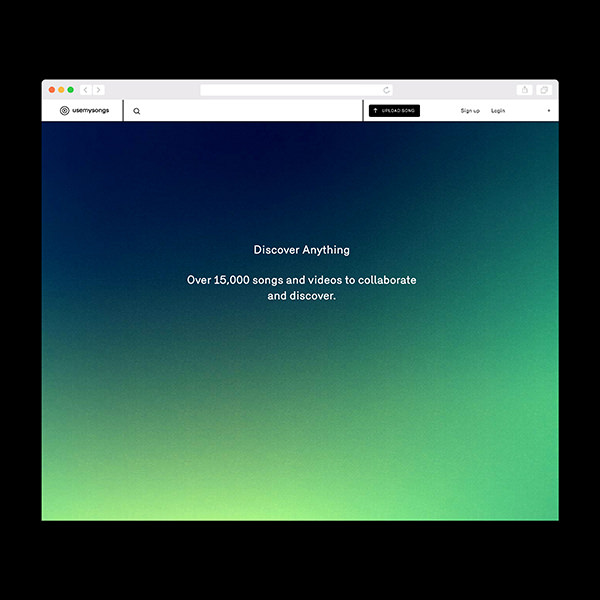 usemysongs
UPLOAD SONG
Sign up
Login
Discover Anything
Over 15,000 songs and videos to collaborate
and discover.